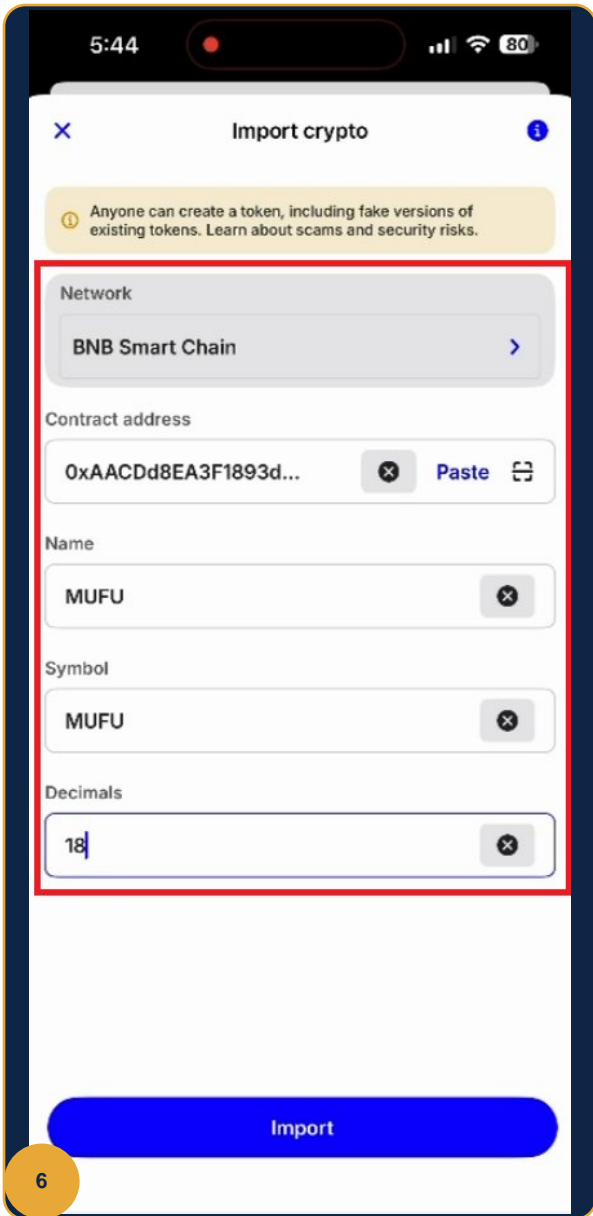 5:44
80
Import crypto
Anyone can create a token, including fake versions of
existing tokens. Learn about scams and security risks.
Network
BNB Smart Chain
Contract address
0xAACDd8EA3F1893d...
Paste
Name
MUFU
Symbol
MUFU
Decimals
18
Import
6